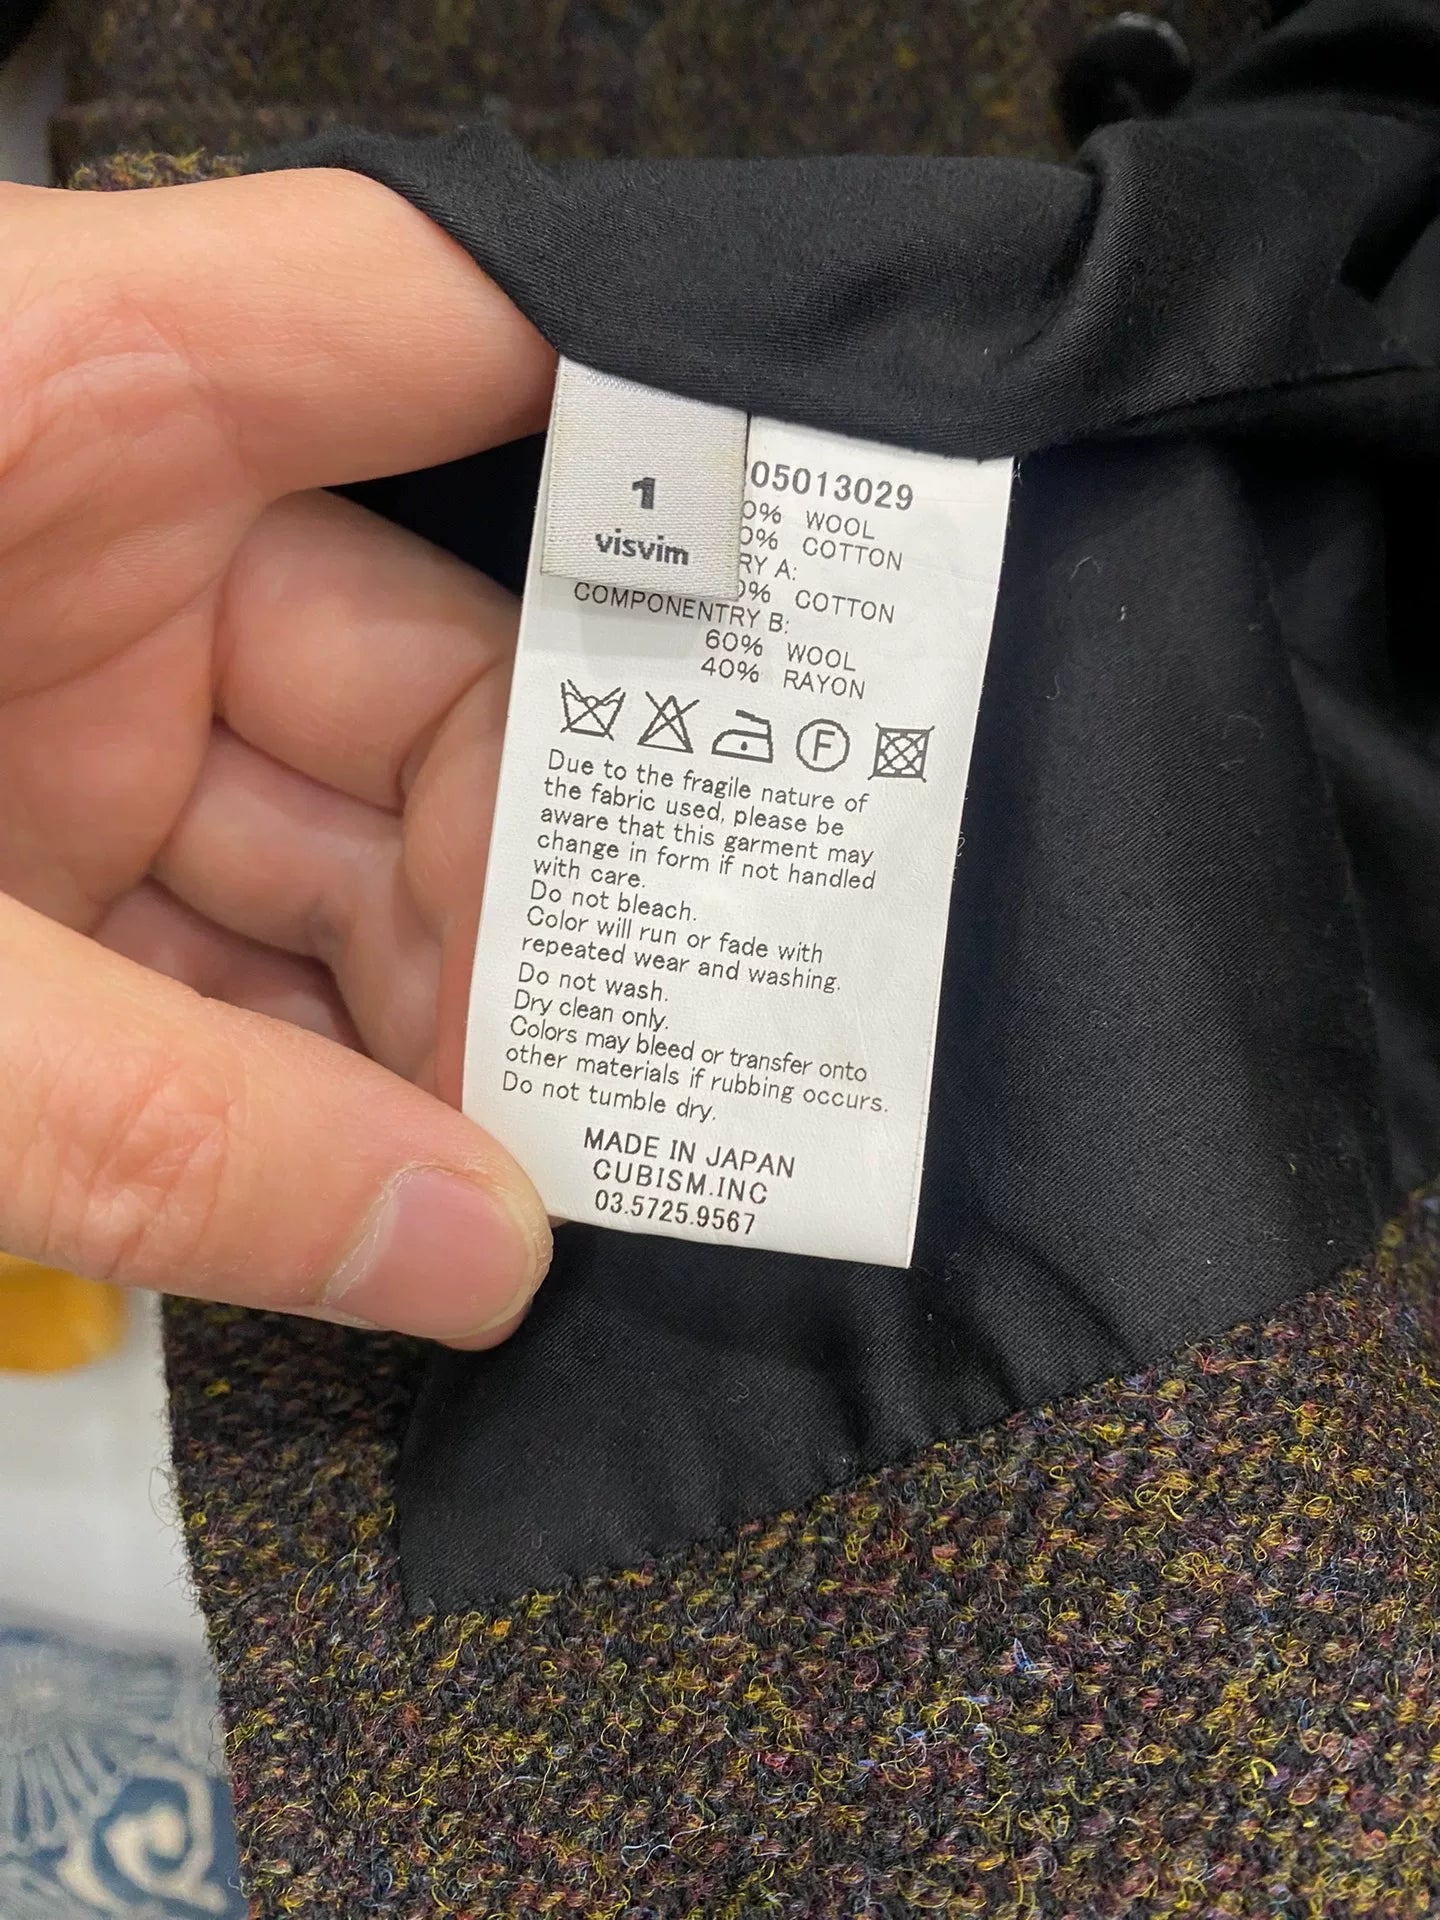 1
visvim
05013029
0% WOOL
0% COTTON
RY A:
0% COTTON
COMPONENTRY B:
60% WOOL
40% RAYON
F
Due to the fragile nature of
the fabric used, please be
aware that this garment may
change in form if not handled
with care.
Do not bleach.
Color will run or fade with
repeated wear and washing.
Do not wash.
Dry clean only.
Colors may bleed or transfer onto
other materials if rubbing occurs.
Do not tumble dry.
MADE IN JAPAN
CUBISM.INC
03.5725.9567